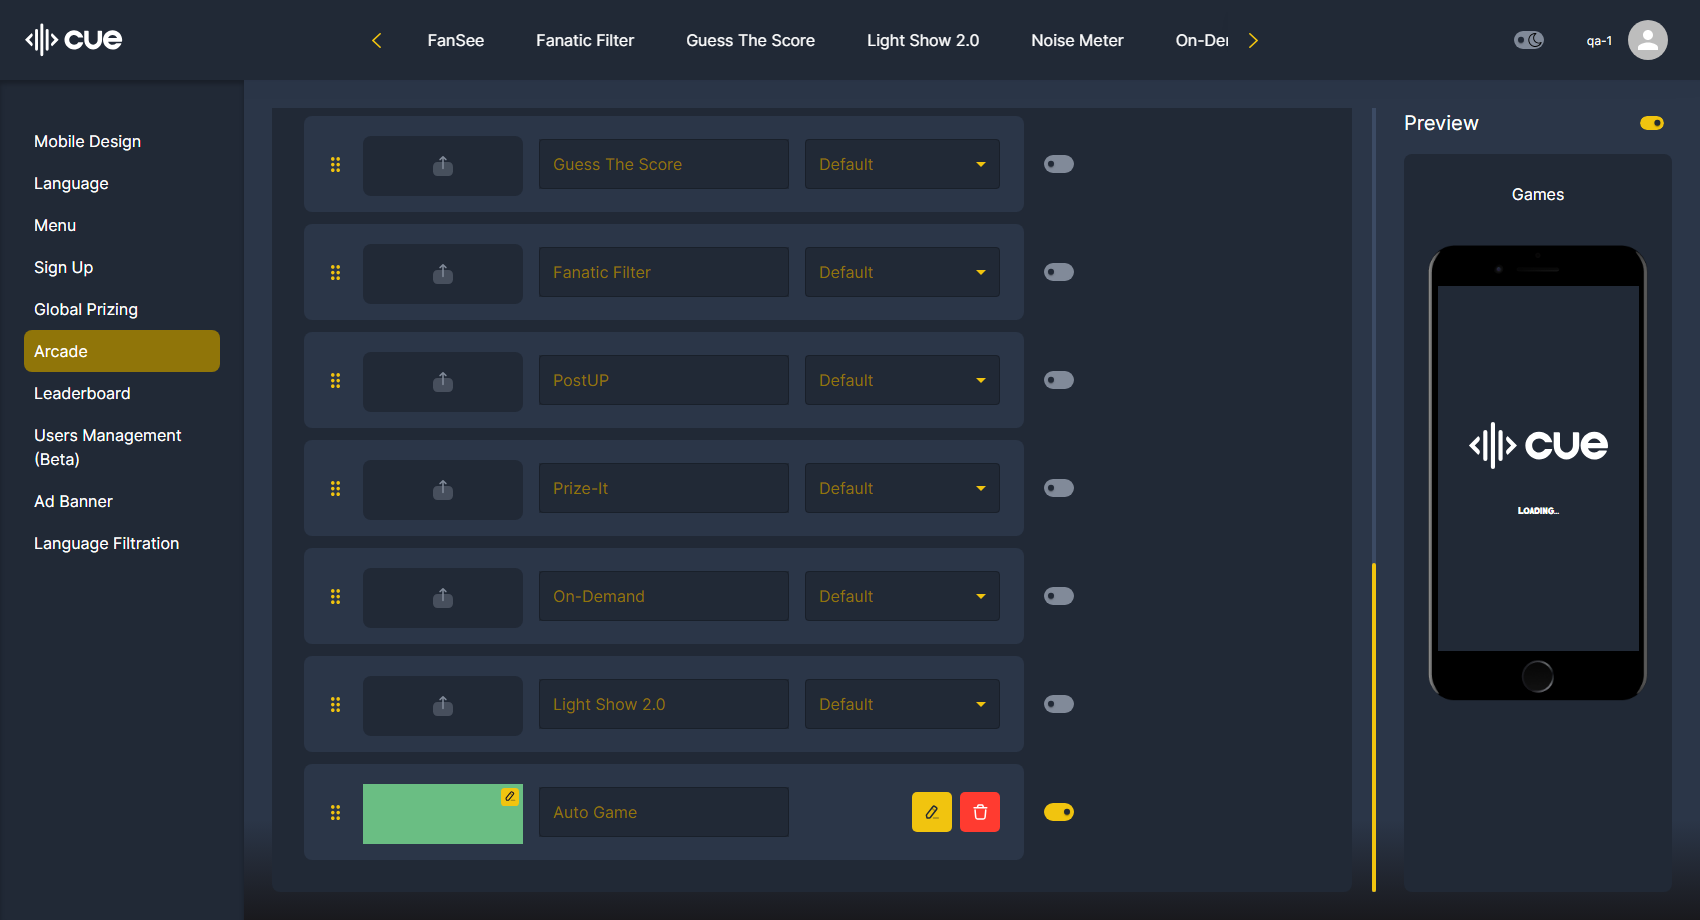 cue
FanSee
Fanatic Filter
Guess The Score
Light Show 2.0
Noise Meter
On-Der
qa-1
Mobile Design
Language
Menu
Sign Up
Global Prizing
Arcade
Leaderboard
Users Management
(Beta)
Ad Banner
Language Filtration
Guess The Score
Default
Fanatic Filter
Default
PostUP
Default
Prize-It
Default
On-Demand
Default
Light Show 2.0
Default
Auto Game
Preview
Games
cue
LOADING...